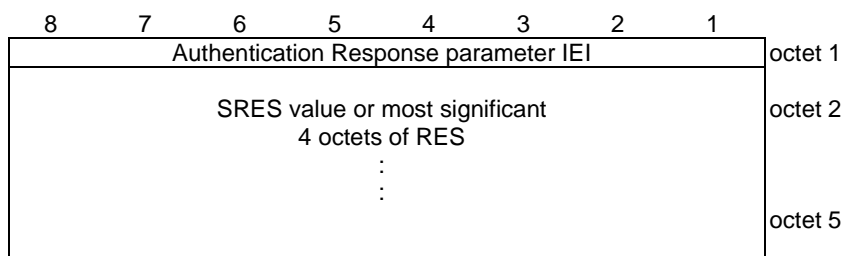 8 7 6 5 4 3 2 1
Authentication Response parameter IEI octet 1
SRES value or most significant octet 2
4 octets of RES
:
:
octet 5